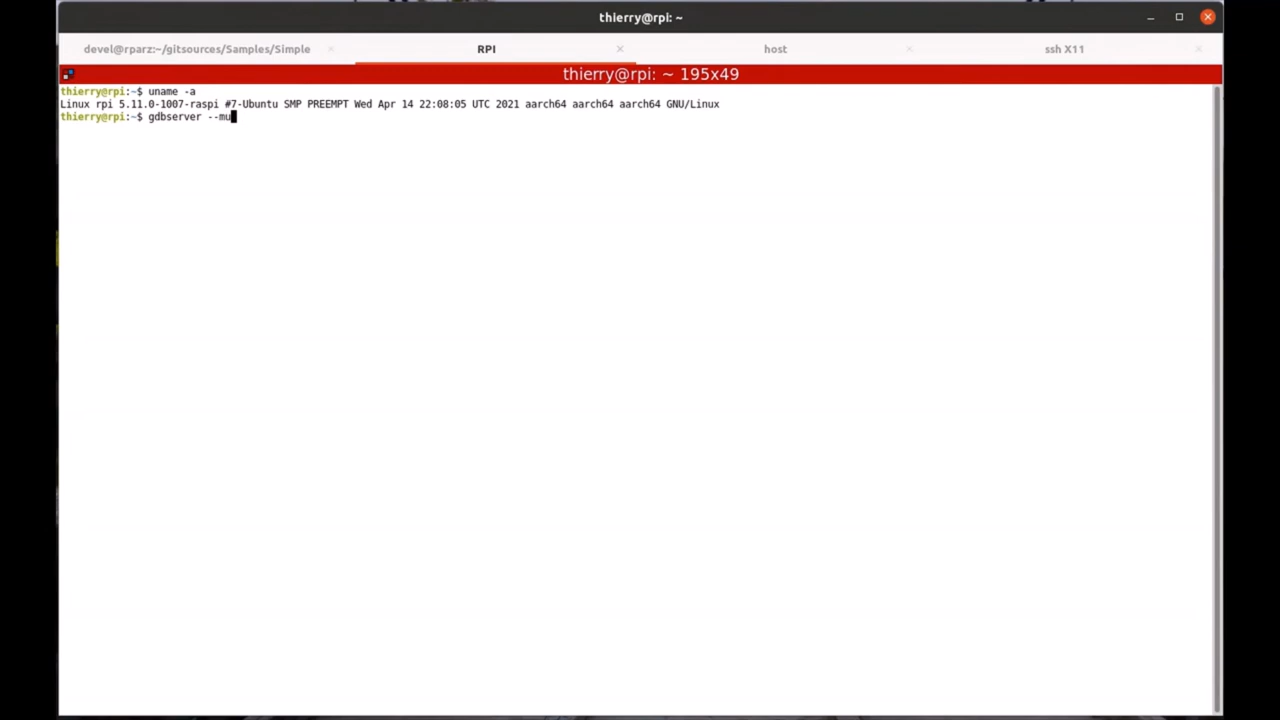 thierry@rpi: ~
devel@rparz:~/gitsources/Samples/Simple
RPI
host
ssh X11
thierry@rpi: ~ 195x49
thierry@rpi:~$ uname -a
Linux rpi 5.11.0-1007-raspi #7-Ubuntu SMP PREEMPT Wed Apr 14 22:08:05 UTC 2021 aarch64 aarch64 aarch64 GNU/Linux
thierry@rpi:~$ gdbserver --mu